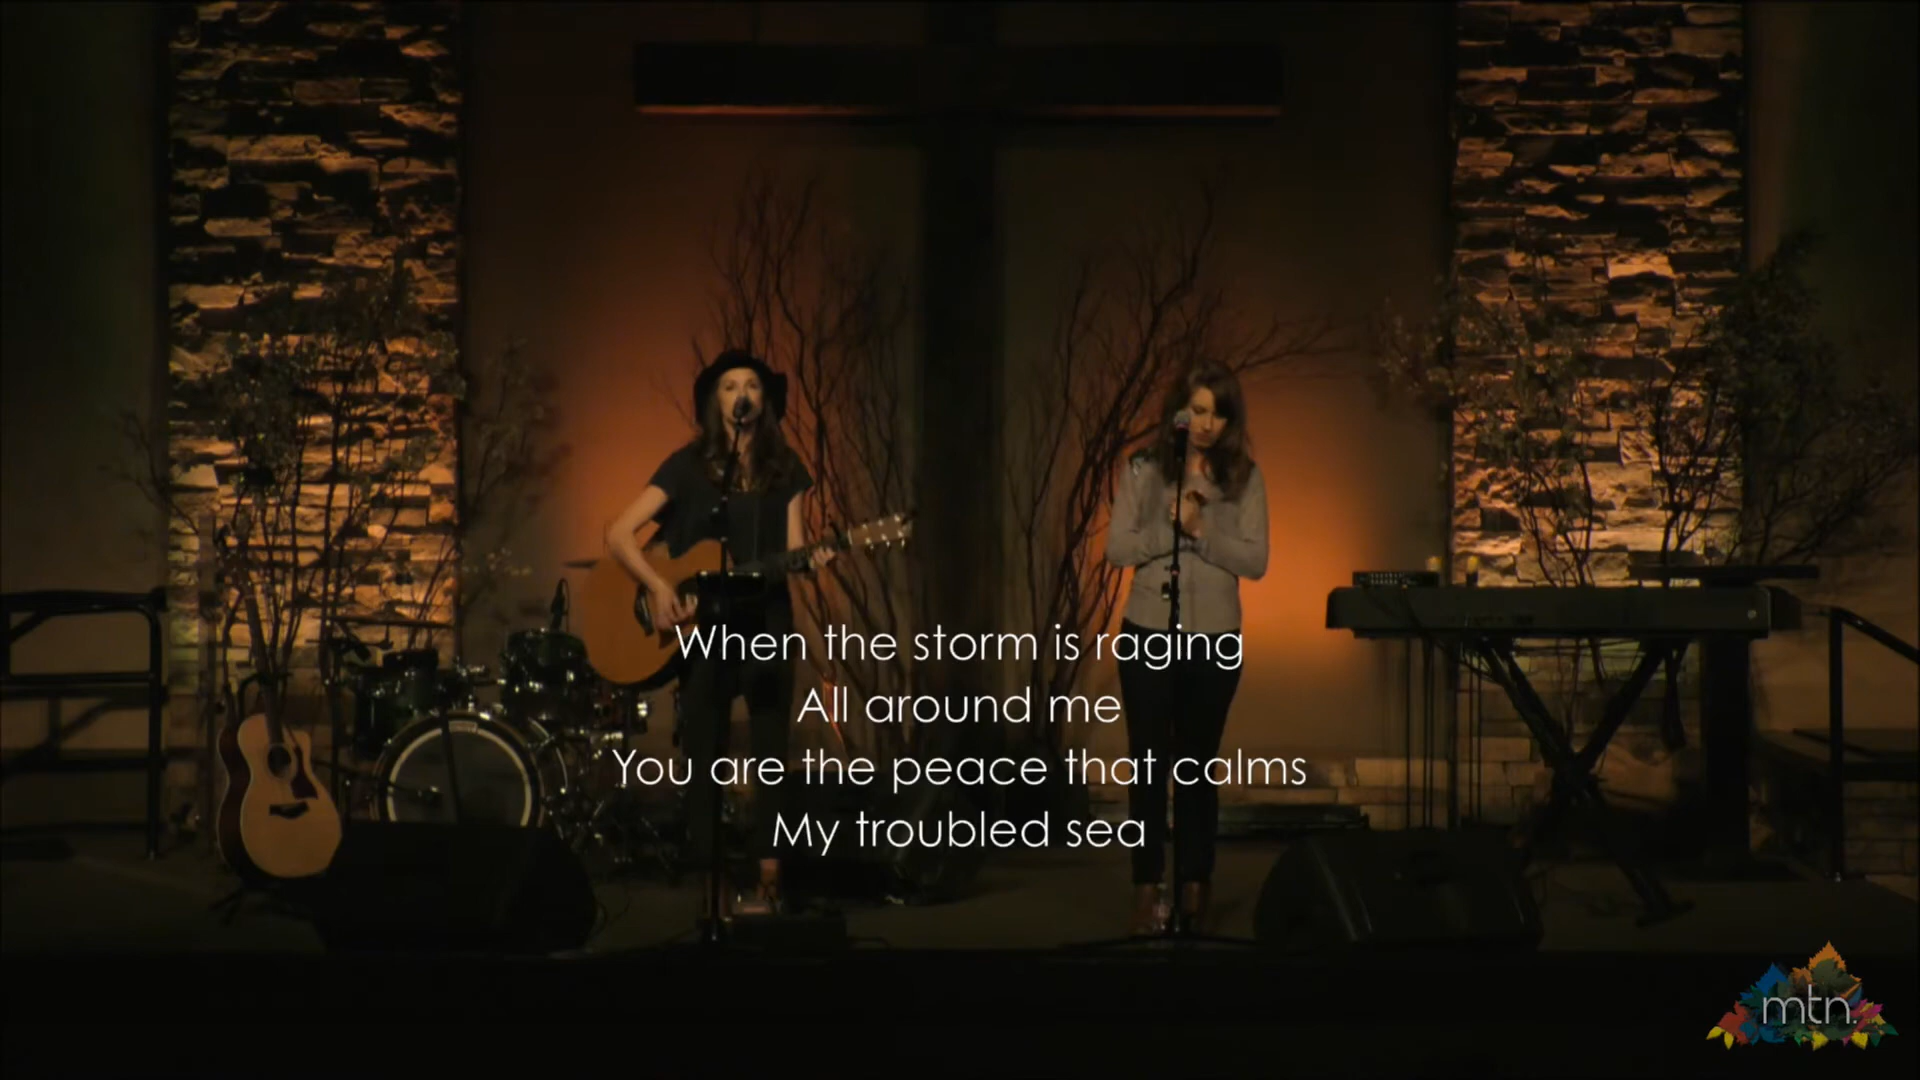 When the storm is raging
All around me
You are the peace that calms
My troubled sea
mtn.